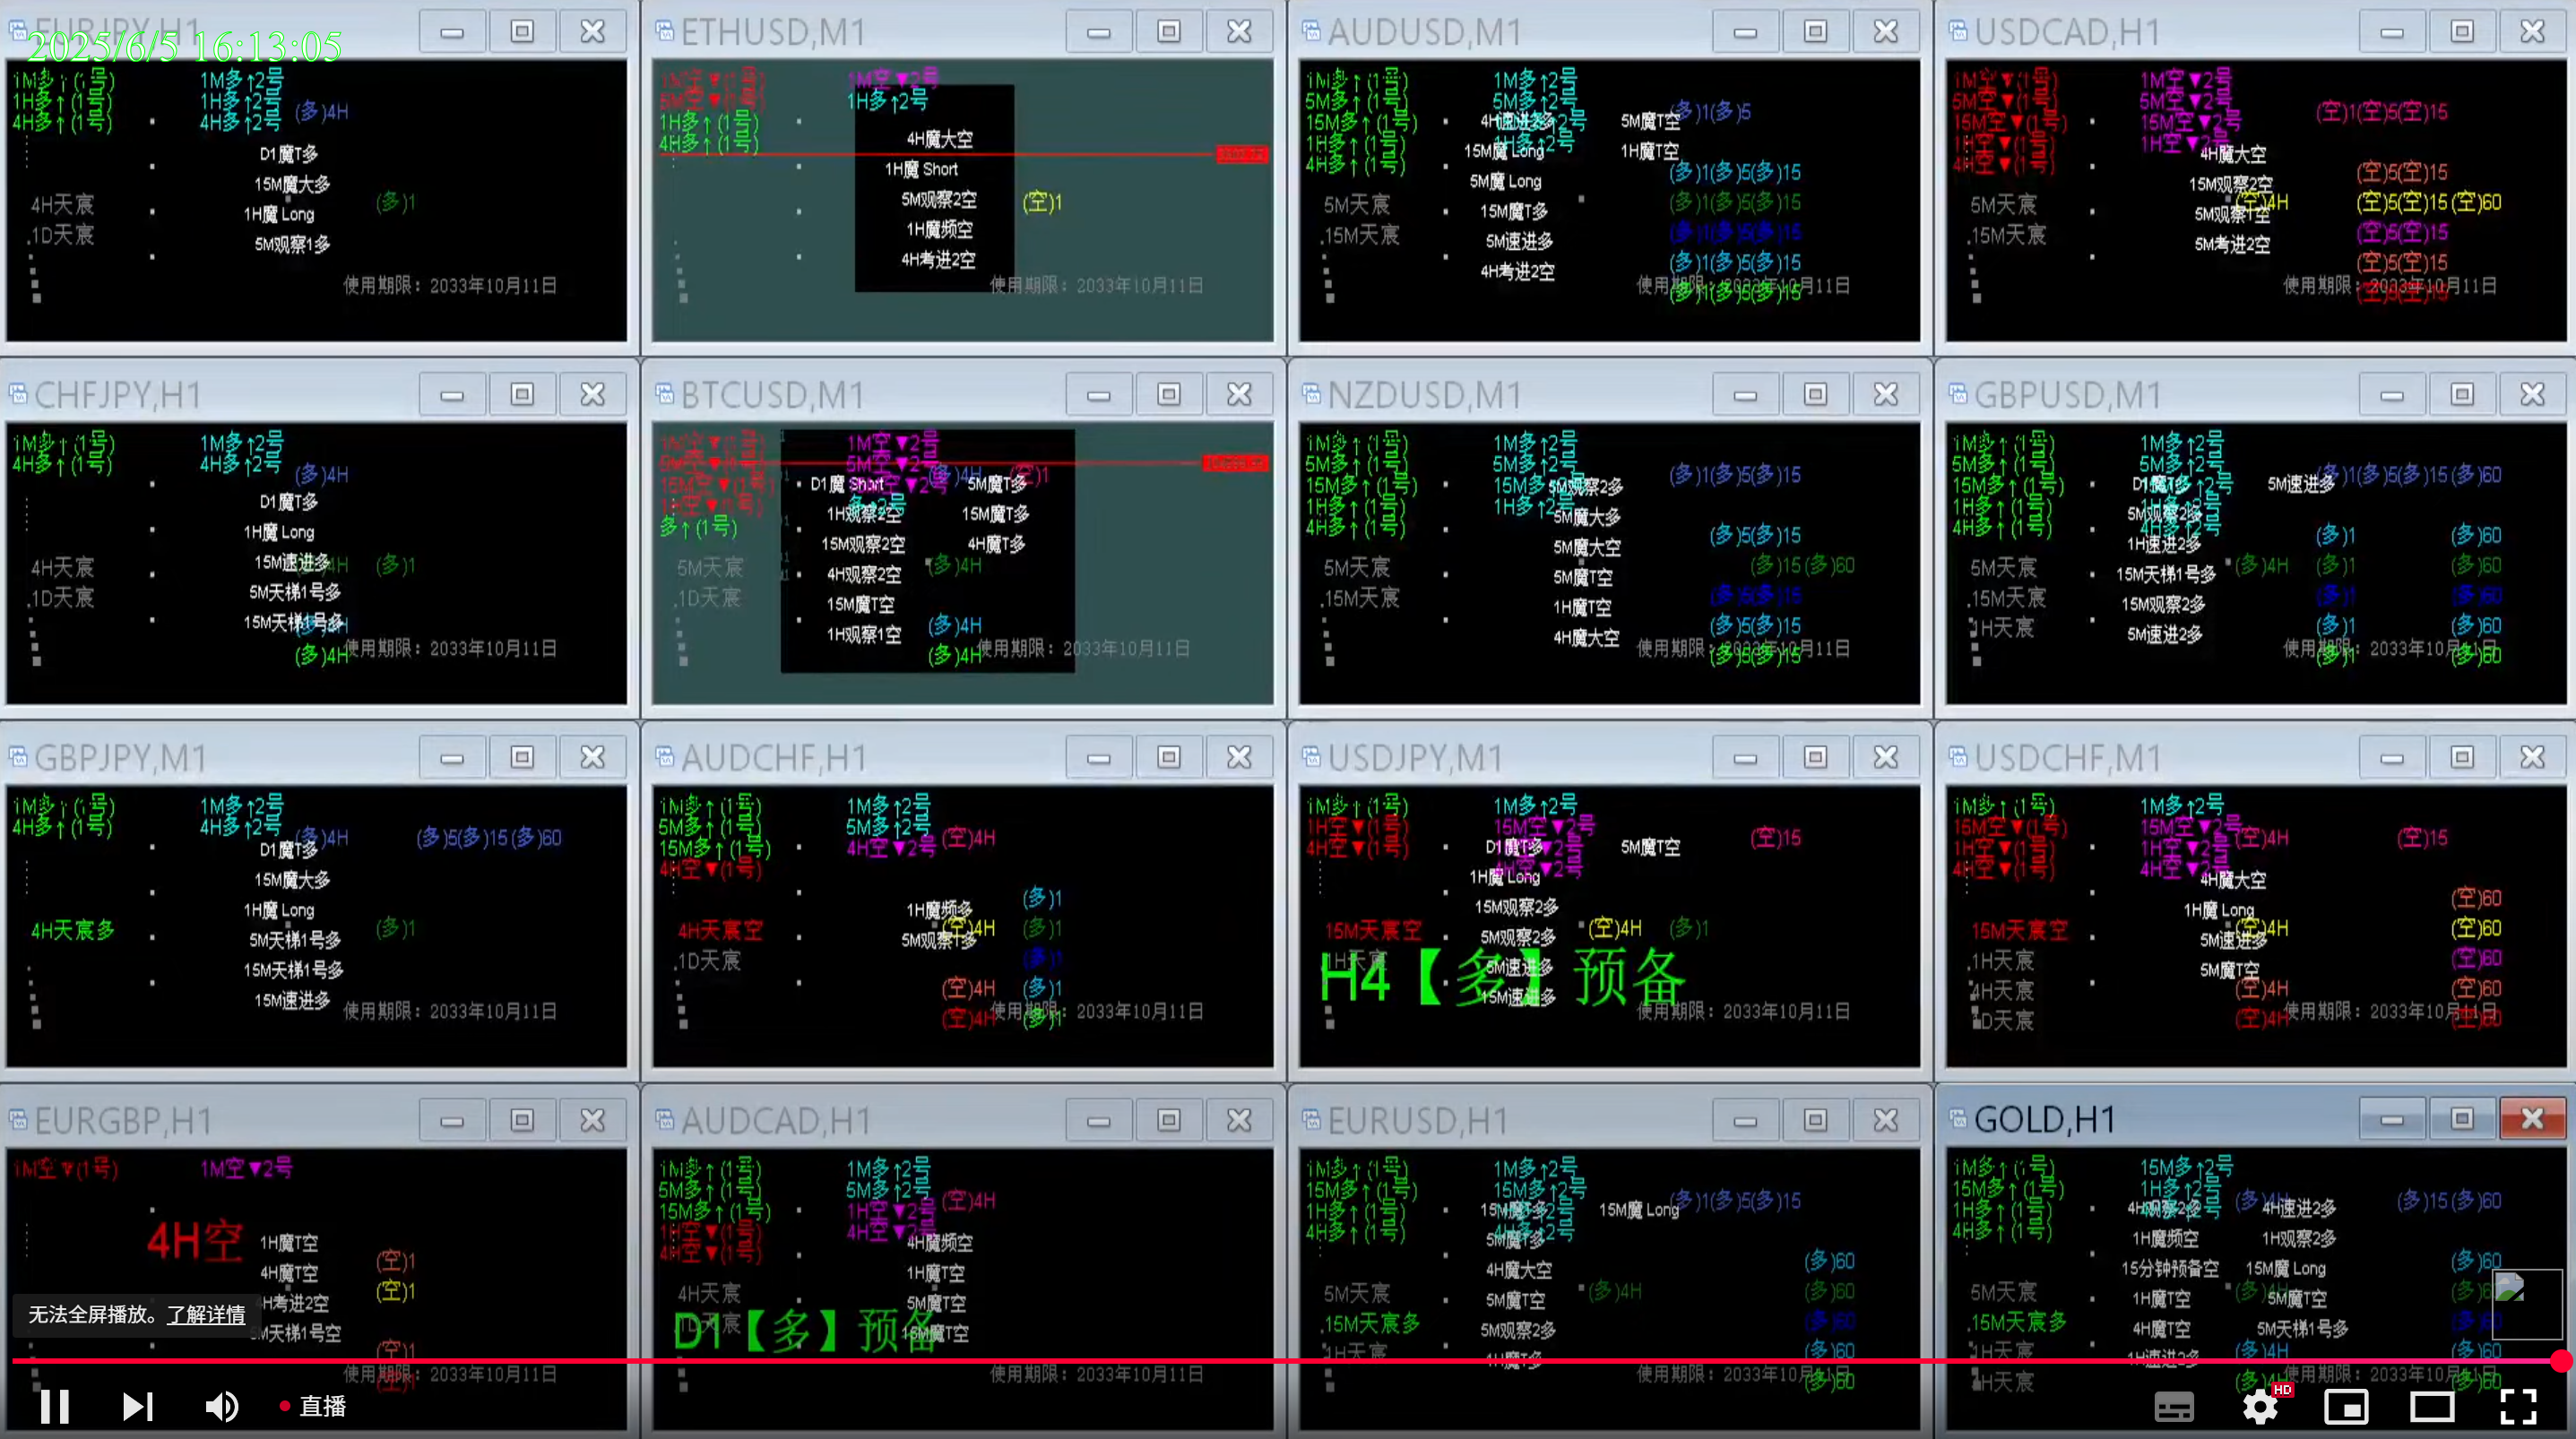 EURJPY,H1
2025/6/5 16:13:05
1M多↑(1号) 1M多↑2号
1H多↑(1号) 1H多↑2号
4H多↑(1号) 4H多↑2号
(多)4H
D1魔T多
15M魔大多
4H天宸 (多)1
1H魔 Long
.1D天宸
5M观察1多
使用期限：2033年10月11日
ETHUSD,M1
1M空▼(1号) 1M空▼2号
5M空▼(1号) 1H多↑2号
1H多↑(1号)
4H多↑(1号)
4H魔大空
1H魔 Short
5M观察2空 (空)1
1H魔频空
4H考进2空
使用期限：2033年10月11日
AUDUSD,M1
1M多↑(1号) 1M多↑2号
5M多↑(1号) 5M多↑2号
(多)1(多)5
15M多↑(1号) 4H速进2多 5M魔T空
1H多↑(1号) 15M魔 Long 1H魔T空
4H多↑(1号)
(多)1(多)5(多)15
5M魔 Long
5M天宸 15M魔T多 (多)1(多)5(多)15
.15M天宸 5M速进多 (多)1(多)5(多)15
4H考进2空 (多)1(多)5(多)15
使用期限：2033年10月11日
(多)1(多)5(多)15
USDCAD,H1
1M空▼(1号) 1M空▼2号
5M空▼(1号) 5M空▼2号
(空)1(空)5(空)15
15M空▼(1号) 15M空▼2号
1H空▼(1号) 1H空▼2号
4H空▼(1号) 4H魔大空
(空)5(空)15
15M观察2空
5M天宸 (空)4H (空)5(空)15(空)60
5M观察1空
.15M天宸 (空)5(空)15
5M考进2空
(空)5(空)15
使用期限：2033年10月11日
(空)5(空)15
CHFJPY,H1
1M多↑(1号) 1M多↑2号
4H多↑(1号) 4H多↑2号
(多)4H
D1魔T多
1H魔 Long
4H天宸 15M速进多 (多)1
.1D天宸 5M天梯1号多
15M天梯1号多
使用期限：2033年10月11日
(多)4H
BTCUSD,M1
1M空▼(1号) 1M空▼2号
5M空▼(1号) 5M空▼2号
(多)4H (空)1
15M空▼(1号) D1魔 Short 5M魔T多
1H空▼(1号) 1H观察2空 15M魔T多
多↑(1号)
15M观察2空 4H魔T多
5M天宸 4H观察2空 (多)4H
.1D天宸 15M魔T空
1H观察1空 (多)4H
(多)4H 使用期限：2033年10月11日
NZDUSD,M1
1M多↑(1号) 1M多↑2号
5M多↑(1号) 5M多↑2号
(多)1(多)5(多)15
15M多↑(1号) 5M观察2多
1H多↑(1号) 1H多↑2号
5M魔大多
4H多↑(1号)
5M魔大空 (多)5(多)15
5M天宸 5M魔T空 (多)15(多)60
.15M天宸 1H魔T空 (多)5(多)15
4H魔大空 (多)5(多)15
使用期限：2033年10月11日
(多)5(多)15
GBPUSD,M1
1M多↑(1号) 1M多↑2号
5M多↑(1号) 5M多↑2号
(多)1(多)5(多)15(多)60
15M多↑(1号) D1魔T多 5M速进多
1H多↑(1号) 5M观察2多
4H多↑(1号)
1H速进2多 (多)1 (多)60
5M天宸 15M天梯1号多 (多)4H (多)1 (多)60
.15M天宸 15M观察2多 (多)1 (多)60
1H天宸 5M速进2多 (多)1 (多)60
使用期限：2033年10月11日
(多)1 (多)60
GBPJPY,M1
1M多↑(1号) 1M多↑2号
4H多↑(1号) 4H多↑2号
(多)4H (多)5(多)15(多)60
D1魔T多
15M魔大多
1H魔 Long
4H天宸多 5M天梯1号多 (多)1
15M天梯1号多
15M速进多
使用期限：2033年10月11日
AUDCHF,H1
1M多↑(1号) 1M多↑2号
5M多↑(1号) 5M多↑2号
15M多↑(1号) 4H空▼2号 (空)4H
4H空▼(1号)
(多)1
1H魔频多
4H天宸空 (空)4H (多)1
5M观察1多
.1D天宸 (多)1
(空)4H (多)1
使用期限：2033年10月11日
(空)4H (多)1
USDJPY,M1
1M多↑(1号) 1M多↑2号
1H空▼(1号) 15M空▼2号
(空)15
4H空▼(1号) D1魔T多 5M魔T空
1H魔 Long
15M观察2多
15M天宸空 5M观察2多 (空)4H (多)1
.1H天宸 5M速进多
H4【多】预备
15M速进多
使用期限：2033年10月11日
USDCHF,M1
1M多↑(1号) 1M多↑2号
15M空▼(1号) 15M空▼2号 (空)4H (空)15
1H空▼(1号) 1H空▼2号
4H空▼(1号) 4H空▼2号
4H魔大空
(空)60
1H魔 Long
15M天宸空 (空)4H (空)60
5M速进多
.1H天宸 5M魔T空 (空)60
4H天宸 (空)4H (空)60
使用期限：2033年10月11日
1D天宸 (空)4H (空)60
EURGBP,H1
1M空▼(1号) 1M空▼2号
4H空 1H魔T空
(空)1
4H魔T空
(空)1
4H考进2空
5M天梯1号空
(空)1
使用期限：2033年10月11日
(空)1
AUDCAD,H1
1M多↑(1号) 1M多↑2号
5M多↑(1号) 5M多↑2号
15M多↑(1号) 1H空▼2号 (空)4H
1H空▼(1号) 4H空▼2号
4H空▼(1号) 4H魔频空
1H魔T空
4H天宸 5M魔T空
1D天宸 15M魔T空
D1【多】预备
使用期限：2033年10月11日
EURUSD,H1
1M多↑(1号) 1M多↑2号
15M多↑(1号) 15M多↑2号
(多)1(多)5(多)15
1H多↑(1号) 15M魔T多 15M魔 Long
4H多↑(1号) 5M魔T多
4H魔大空 (多)60
5M天宸 5M魔T空 (多)4H (多)60
.15M天宸多 5M观察2多 (多)60
1H天宸 4H魔T多 (多)60
使用期限：2033年10月11日
(多)60
GOLD,H1
1M多↑(1号) 15M多↑2号
15M多↑(1号) 1H多↑2号
(多)4H (多)15(多)60
1H多↑(1号) 4H观察2多 4H速进2多
4H多↑(1号) 1H魔频空 1H观察2多
15分钟预备空 15M魔 Long (多)60
5M天宸 1H魔T空 5M魔T空
.15M天宸多 4H魔T空 5M天梯1号多
1H天宸 1H速进2多 (多)4H (多)60
4H天宸 使用期限：2033年10月11日
(多)4H (多)60
无法全屏播放。了解详情
直播
HD